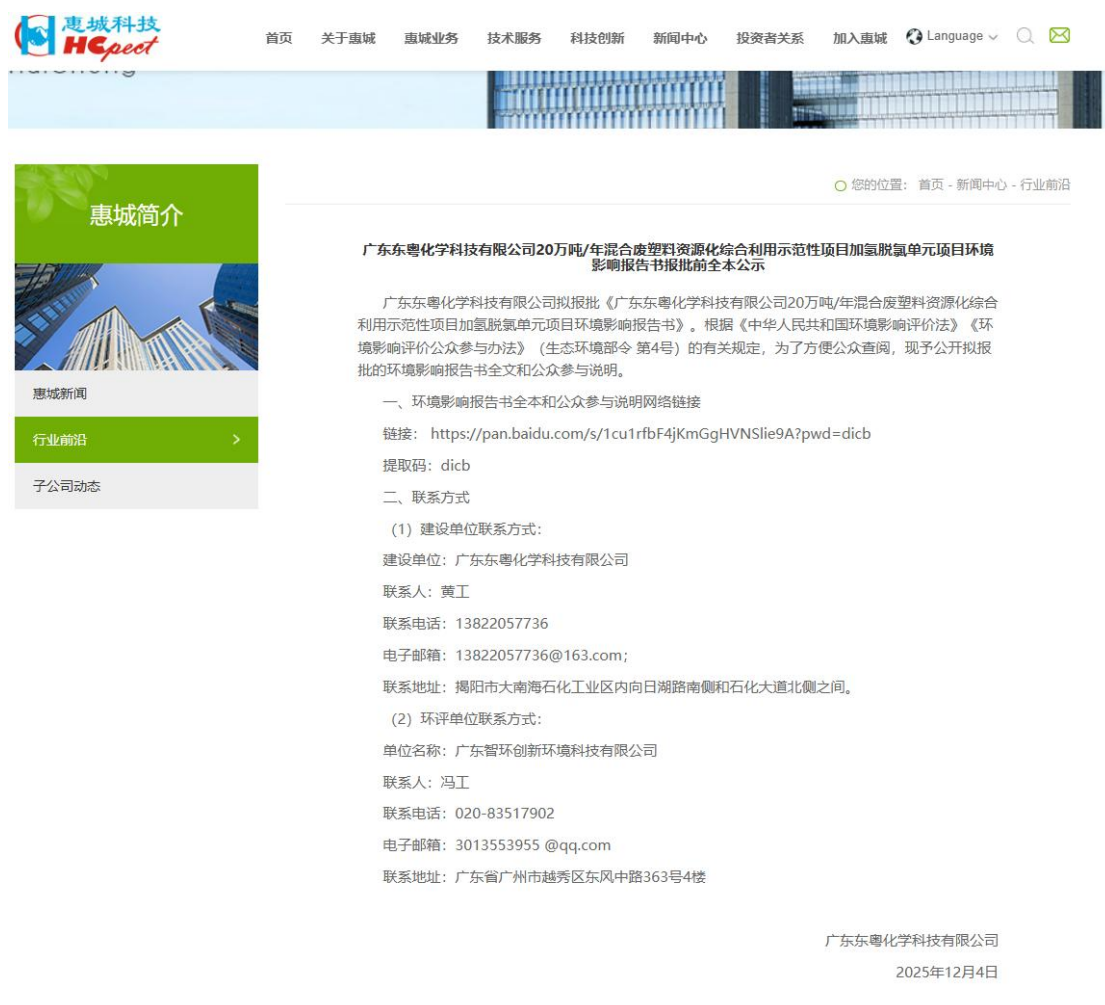 惠城科技
HCpect
首页 关于惠城 惠城业务 技术服务 科技创新 新闻中心 投资者关系 加入惠城 Language
惠城简介
惠城新闻
行业前沿
子公司动态
您的位置： 首页 - 新闻中心 - 行业前沿
广东东粤化学科技有限公司20万吨/年混合废塑料资源化综合利用示范性项目加氢脱氯单元项目环境
影响报告书报批前全本公示
广东东粤化学科技有限公司拟报批《广东东粤化学科技有限公司20万吨/年混合废塑料资源化综合
利用示范性项目加氢脱氯单元项目环境影响报告书》。根据《中华人民共和国环境影响评价法》《环
境影响评价公众参与办法》（生态环境部令 第4号）的有关规定，为了方便公众查阅，现予公开拟报
批的环境影响报告书全文和公众参与说明。
一、环境影响报告书全本和公众参与说明网络链接
链接： https://pan.baidu.com/s/1cu1rfbF4jKmGgHVNSlie9A?pwd=dicb
提取码：dicb
二、联系方式
（1）建设单位联系方式：
建设单位：广东东粤化学科技有限公司
联系人：黄工
联系电话：13822057736
电子邮箱：13822057736@163.com；
联系地址：揭阳市大南海石化工业区内向日湖路南侧和石化大道北侧之间。
（2）环评单位联系方式：
单位名称：广东智环创新环境科技有限公司
联系人：冯工
联系电话：020-83517902
电子邮箱：3013553955 @qq.com
联系地址：广东省广州市越秀区东风中路363号4楼
广东东粤化学科技有限公司
2025年12月4日